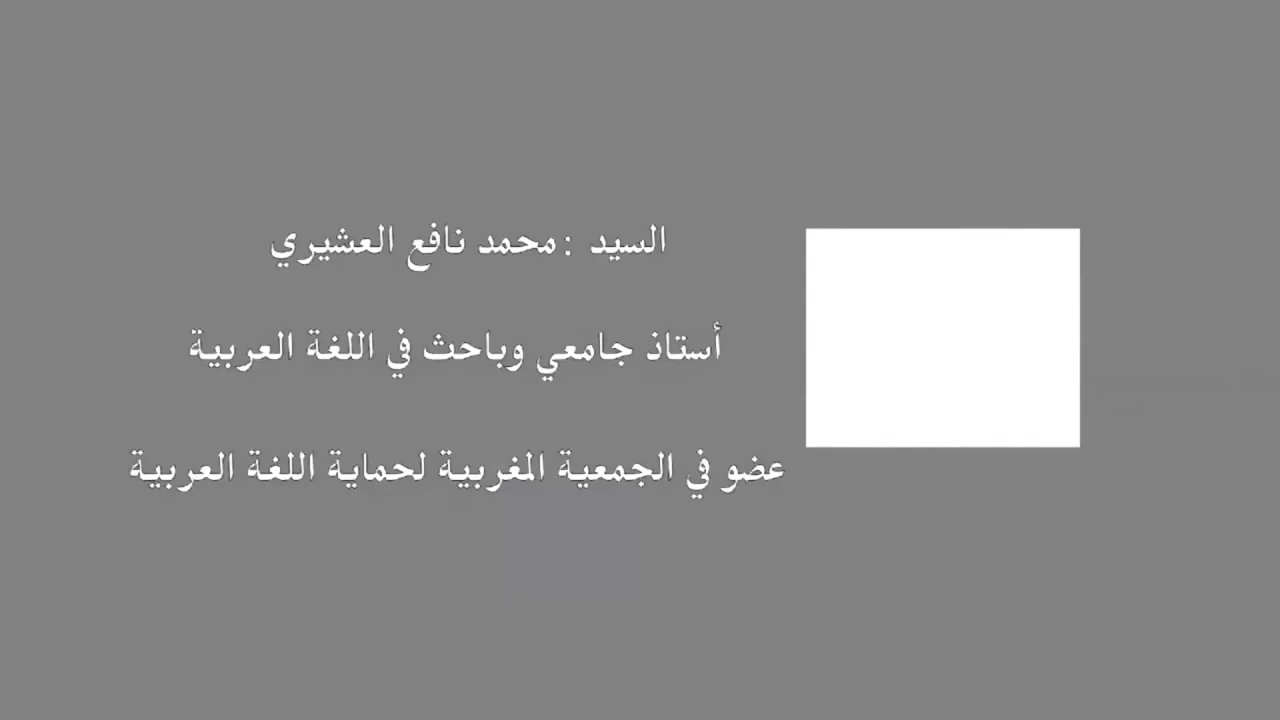 السيد : محمد نافع العشيري
أستاذ جامعي وباحث في اللغة العربية
عضو في الجمعية المغربية لحماية اللغة العربية